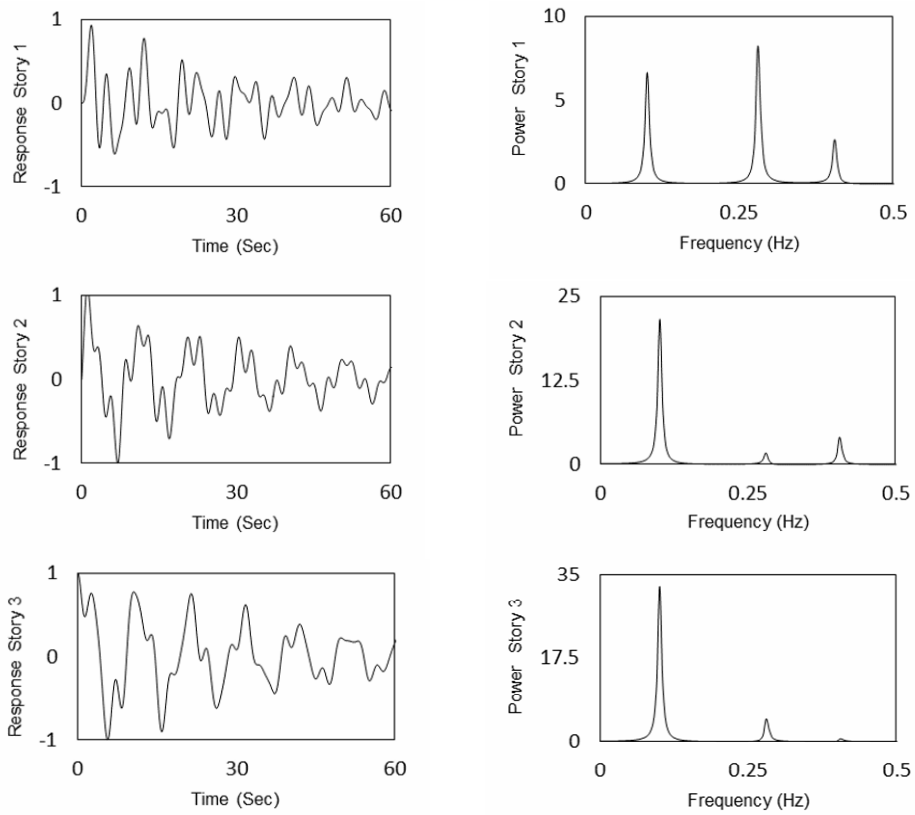 Response Story 1
1
0
-1
0 30 60
Time (Sec)
Power Story 1
10
5
0
0 0.25 0.5
Frequency (Hz)
Response Story 2
1
0
-1
0 30 60
Time (Sec)
Power Story 2
25
12.5
0
0 0.25 0.5
Frequency (Hz)
Response Story 3
1
0
-1
0 30 60
Time (Sec)
Power Story 3
35
17.5
0
0 0.25 0.5
Frequency (Hz)